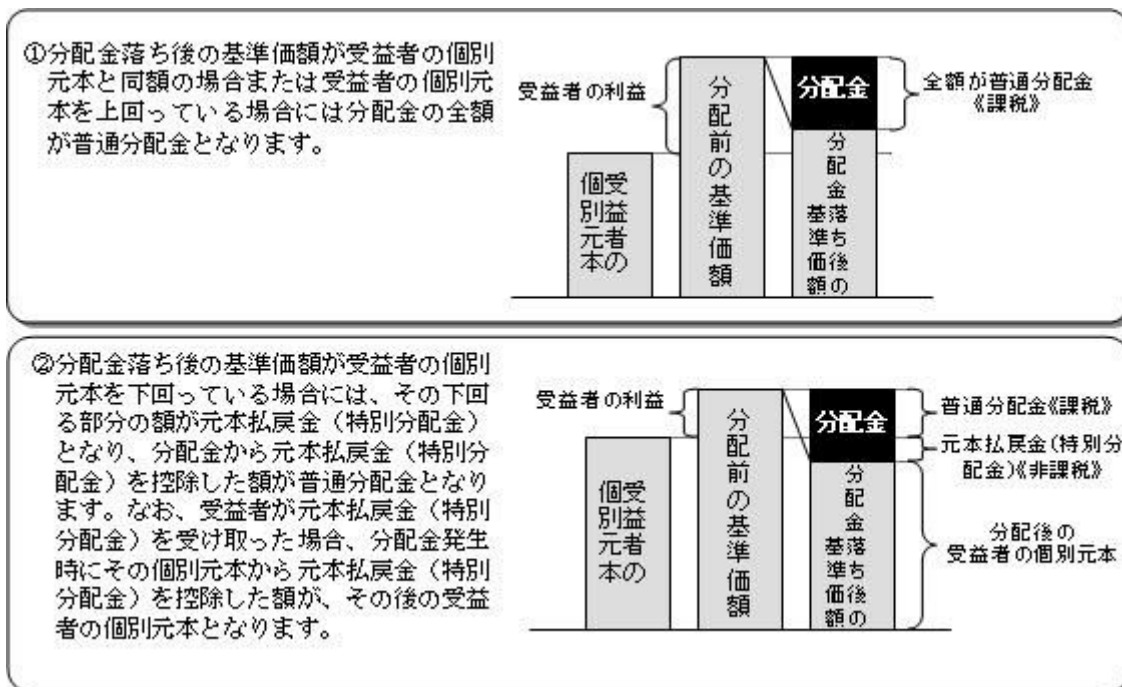 ①分配金落ち後の基準価額が受益者の個別
元本と同額の場合または受益者の個別元
本を上回っている場合には分配金の全額
が普通分配金となります。
受益者の利益
受益者の
個別元本
分配前の基準価額
分配金
分配金落ち後の
基準価額
全額が普通分配金
《課税》
②分配金落ち後の基準価額が受益者の個別
元本を下回っている場合には、その下回
る部分の額が元本払戻金(特別分配金)
となり、分配金から元本払戻金(特別分
配金)を控除した額が普通分配金となり
ます。なお、受益者が元本払戻金(特別
分配金)を受け取った場合、分配金発生
時にその個別元本から元本払戻金(特別
分配金)を控除した額が、その後の受益
者の個別元本となります。
受益者の利益
受益者の
個別元本
分配前の基準価額
分配金
分配金落ち後の
基準価額
普通分配金《課税》
元本払戻金(特別分
配金)《非課税》
分配後の
受益者の個別元本